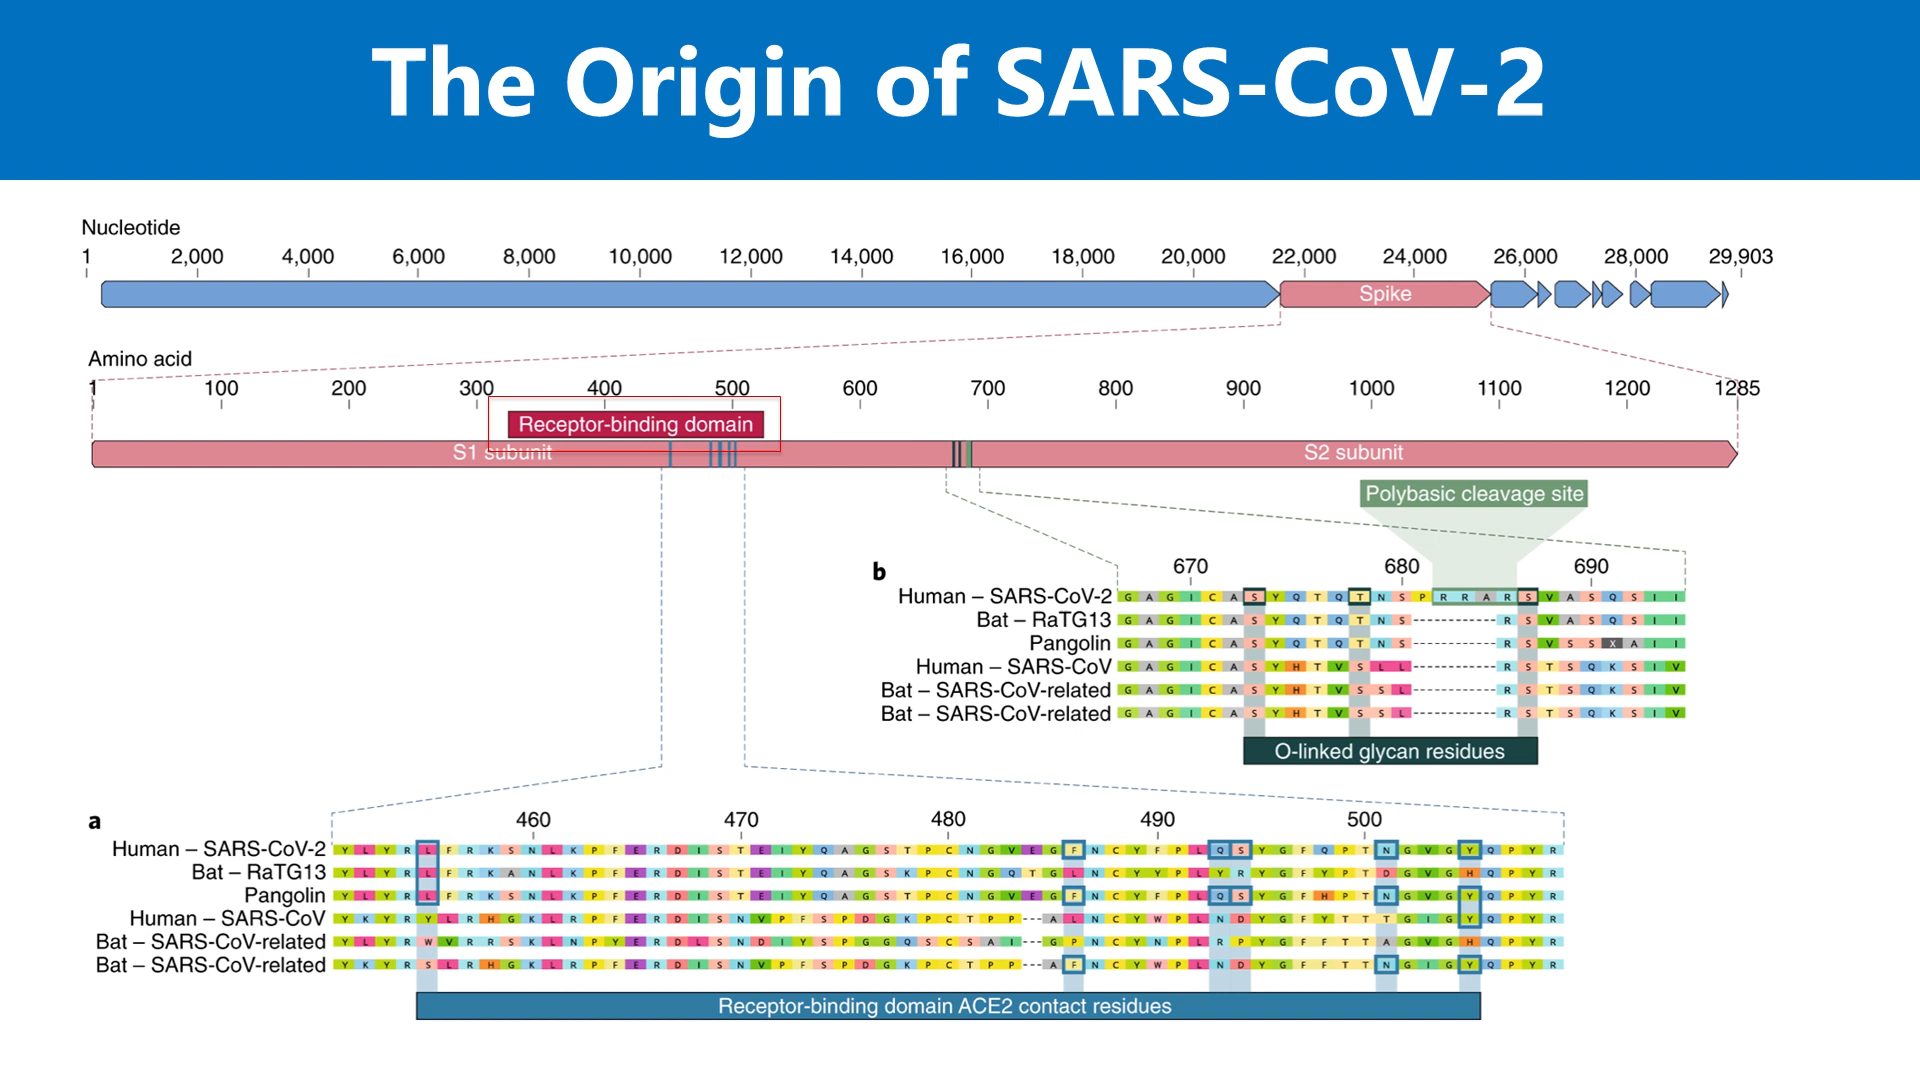 The Origin of SARS-CoV-2
Nucleotide
1 2,000 4,000 6,000 8,000 10,000 12,000 14,000 16,000 18,000 20,000 22,000 24,000 26,000 28,000 29,903
Spike
Amino acid
1 100 200 300 400 500 600 700 800 900 1000 1100 1200 1285
Receptor-binding domain
S1 subunit S2 subunit
Polybasic cleavage site
b 670 680 690
Human – SARS-CoV-2 G A G I C A S Y Q T Q T N S P R R A R S V A S Q S I I
Bat – RaTG13 G A G I C A S Y Q T Q T N S - - - - R S V A S Q S I I
Pangolin G A G I C A S Y Q T Q T N S - - - - R S V S S X A I I
Human – SARS-CoV G A G I C A S Y H T V S L L - - - - R S T S Q K S I V
Bat – SARS-CoV-related G A G I C A S Y H T V S S L - - - - R S T S Q K S I V
Bat – SARS-CoV-related G A G I C A S Y H T V S S L - - - - R S T S Q K S I V
O-linked glycan residues
a 460 470 480 490 500
Human – SARS-CoV-2 Y L Y R L F R K S N L K P F E R D I S T E I Y Q A G S T P C N G V E G F N C Y F P L Q S Y G F Q P T N G V G Y Q P Y R
Bat – RaTG13 Y L Y R L F R K A N L K P F E R D I S T E I Y Q A G S K P C N G Q T G L N C Y Y P L Y R Y G F Y P T D G V G H Q P Y R
Pangolin Y L Y R L F R K S N L K P F E R D I S T E I Y Q A G S T P C N G V E G F N C Y F P L Q S Y G F H P T N G V G Y Q P Y R
Human – SARS-CoV Y K Y R Y L R H G K L R P F E R D I S N V P F S P D G K P C T P P - A L N C Y W P L N D Y G F Y T T T G I G Y Q P Y R
Bat – SARS-CoV-related Y L Y R W V R R S K L N P Y E R D L S N D I Y S P G G Q S C S A I - G P N C Y N P L R P Y G F F T T A G V G H Q P Y R
Bat – SARS-CoV-related Y K Y R S L R H G K L R P F E R D I S N V P F S P D G K P C T P P - A F N C Y W P L N D Y G F F T T N G I G Y Q P Y R
Receptor-binding domain ACE2 contact residues